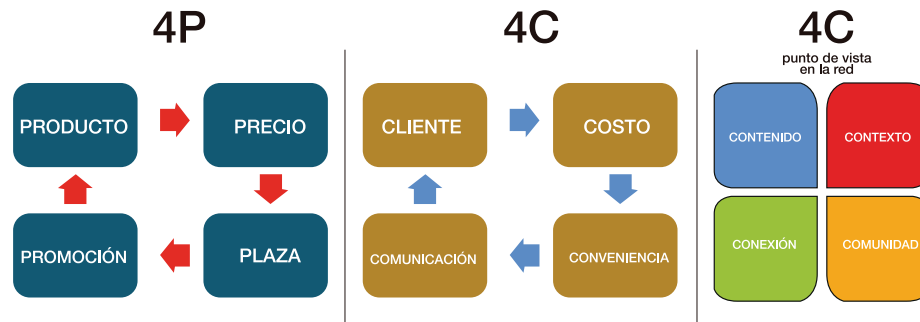 4P
PRODUCTO
PRECIO
PROMOCIÓN
PLAZA
4C
CLIENTE
COSTO
COMUNICACIÓN
CONVENIENCIA
4C
punto de vista
en la red
CONTENIDO
CONTEXTO
CONEXIÓN
COMUNIDAD